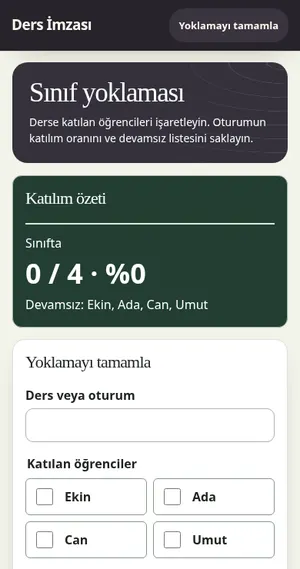 Ders İmzası
Yoklamayı tamamla
Sınıf yoklaması
Derse katılan öğrencileri işaretleyin. Oturumun
katılım oranını ve devamsız listesini saklayın.
Katılım özeti
Sınıfta
0 / 4 · %0
Devamsız: Ekin, Ada, Can, Umut
Yoklamayı tamamla
Ders veya oturum
Katılan öğrenciler
Ekin
Ada
Can
Umut